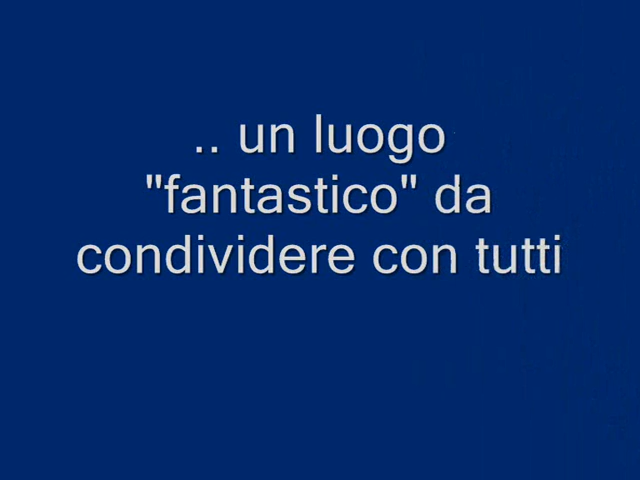 .. un luogo
"fantastico" da
condividere con tutti